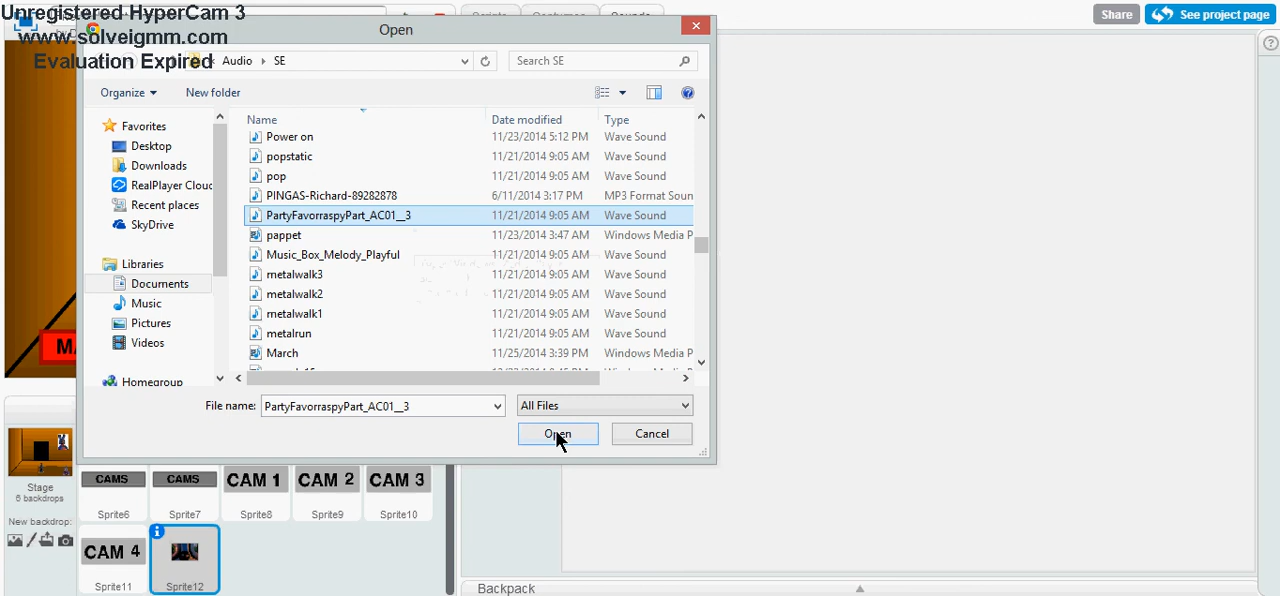 Unregistered HyperCam 3
www.solveigmm.com
Evaluation Expired
Open
Scripts
Costumes
Sounds
Share
See project page
Audio
SE
Search SE
Organize
New folder
Name
Date modified
Type
Favorites
Desktop
Downloads
RealPlayer Clouc
Recent places
SkyDrive
Libraries
Documents
Music
Pictures
Videos
Homegroup
Power on 11/23/2014 5:12 PM Wave Sound
popstatic 11/21/2014 9:05 AM Wave Sound
pop 11/21/2014 9:05 AM Wave Sound
PINGAS-Richard-89282878 6/11/2014 3:17 PM MP3 Format Soun
PartyFavorraspyPart_AC01__3 11/21/2014 9:05 AM Wave Sound
pappet 11/23/2014 3:47 AM Windows Media P
Music_Box_Melody_Playful 11/21/2014 9:05 AM Wave Sound
metalwalk3 11/21/2014 9:05 AM Wave Sound
metalwalk2 11/21/2014 9:05 AM Wave Sound
metalwalk1 11/21/2014 9:05 AM Wave Sound
metalrun 11/21/2014 9:05 AM Wave Sound
March 11/25/2014 3:39 PM Windows Media P
File name:
PartyFavorraspyPart_AC01__3
All Files
Open
Cancel
Stage
6 backdrops
New backdrop:
CAMS
Sprite6
CAMS
Sprite7
CAM 1
Sprite8
CAM 2
Sprite9
CAM 3
Sprite10
CAM 4
Sprite11
Sprite12
Backpack